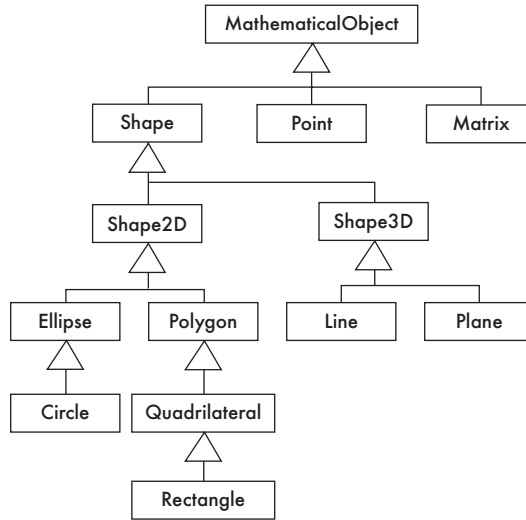 MathematicalObject
Shape
Point
Matrix
Shape2D
Shape3D
Ellipse
Polygon
Line
Plane
Circle
Quadrilateral
Rectangle